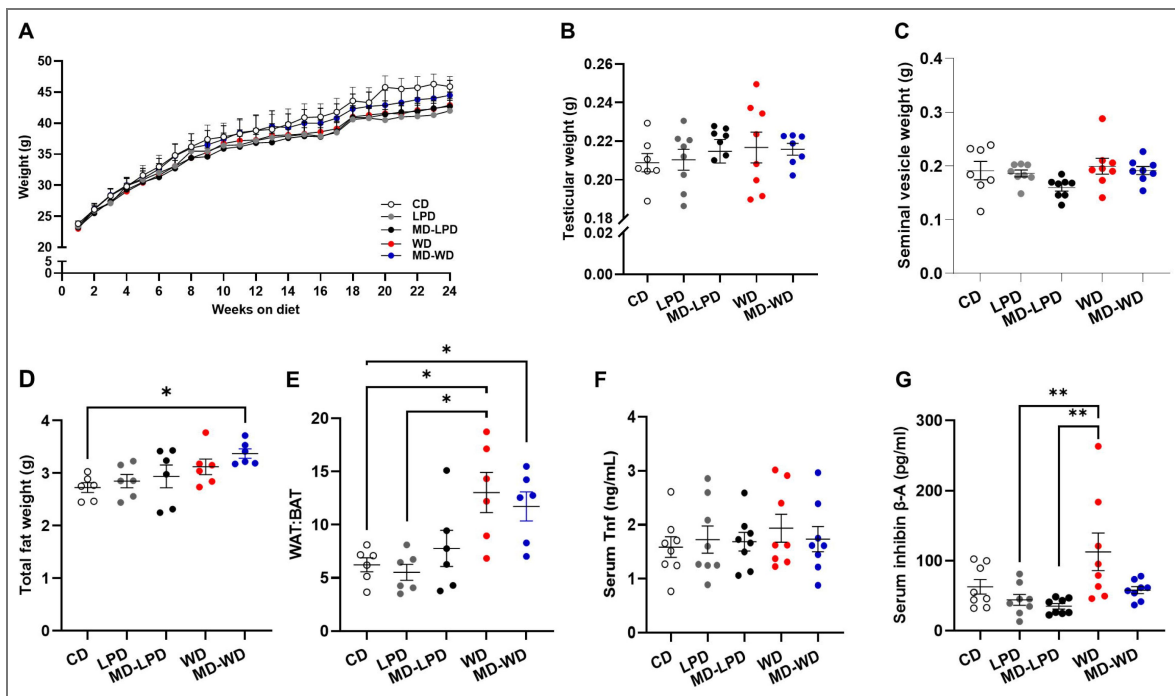 A
Weight (g)
50
45
40
35
30
25
20
5
0
0 2 4 6 8 10 12 14 16 18 20 22 24
Weeks on diet
CD
LPD
MD-LPD
WD
MD-WD
B
Testicular weight (g)
0.26
0.24
0.22
0.20
0.18
0.02
0.00
CD LPD MD-LPD WD MD-WD
C
Seminal vesicle weight (g)
0.4
0.3
0.2
0.1
0.0
CD LPD MD-LPD WD MD-WD
D
Total fat weight (g)
4
3
2
1
0
*
CD LPD MD-LPD WD MD-WD
E
WAT:BAT
20
15
10
5
0
*
*
*
CD LPD MD-LPD WD MD-WD
F
Serum Tnf (ng/mL)
4
3
2
1
0
CD LPD MD-LPD WD MD-WD
G
Serum inhibin β-A (pg/ml)
300
200
100
0
**
**
CD LPD MD-LPD WD MD-WD